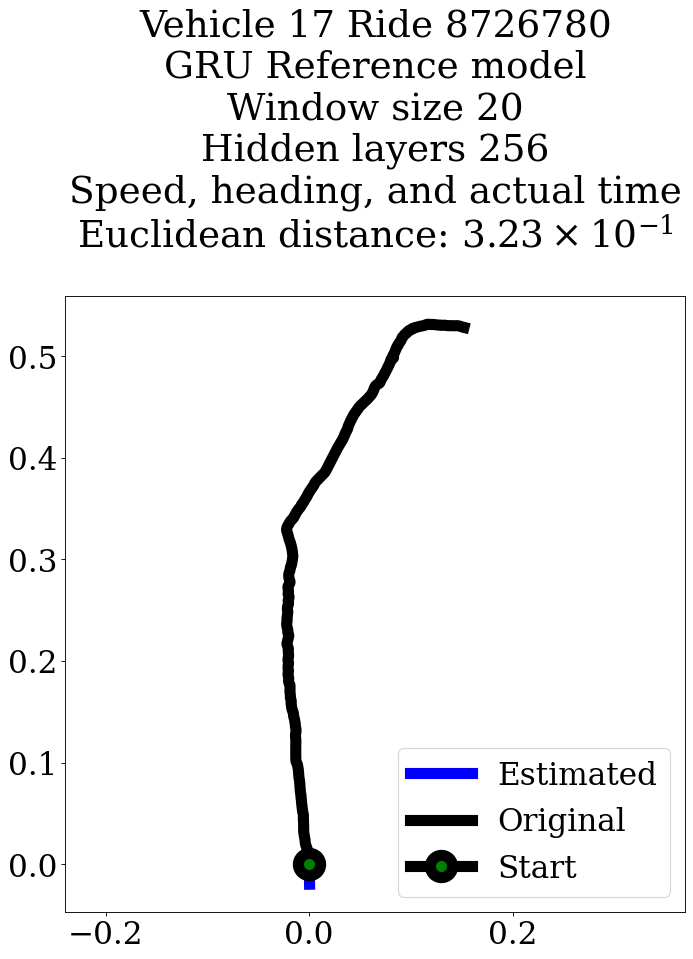 Vehicle 17 Ride 8726780
GRU Reference model
Window size 20
Hidden layers 256
Speed, heading, and actual time
Euclidean distance: 3.23 × 10⁻¹
0.5
0.4
0.3
0.2
0.1
0.0
Estimated
Original
Start
−0.2
0.0
0.2